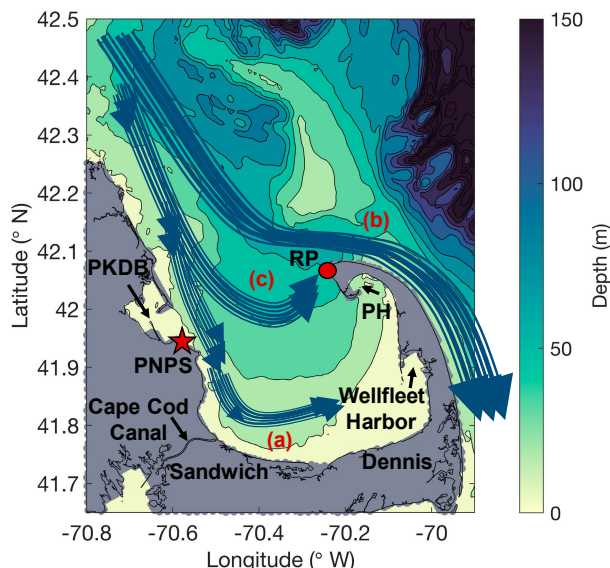 42.5
42.4
42.3
42.2
42.1
42
41.9
41.8
41.7
Latitude (° N)
-70.8
-70.6
-70.4
-70.2
-70
Longitude (° W)
(b)
RP
(c)
PKDB
PH
PNPS
Wellfleet
Harbor
Cape Cod
Canal
(a)
Sandwich
Dennis
150
100
50
0
Depth (m)